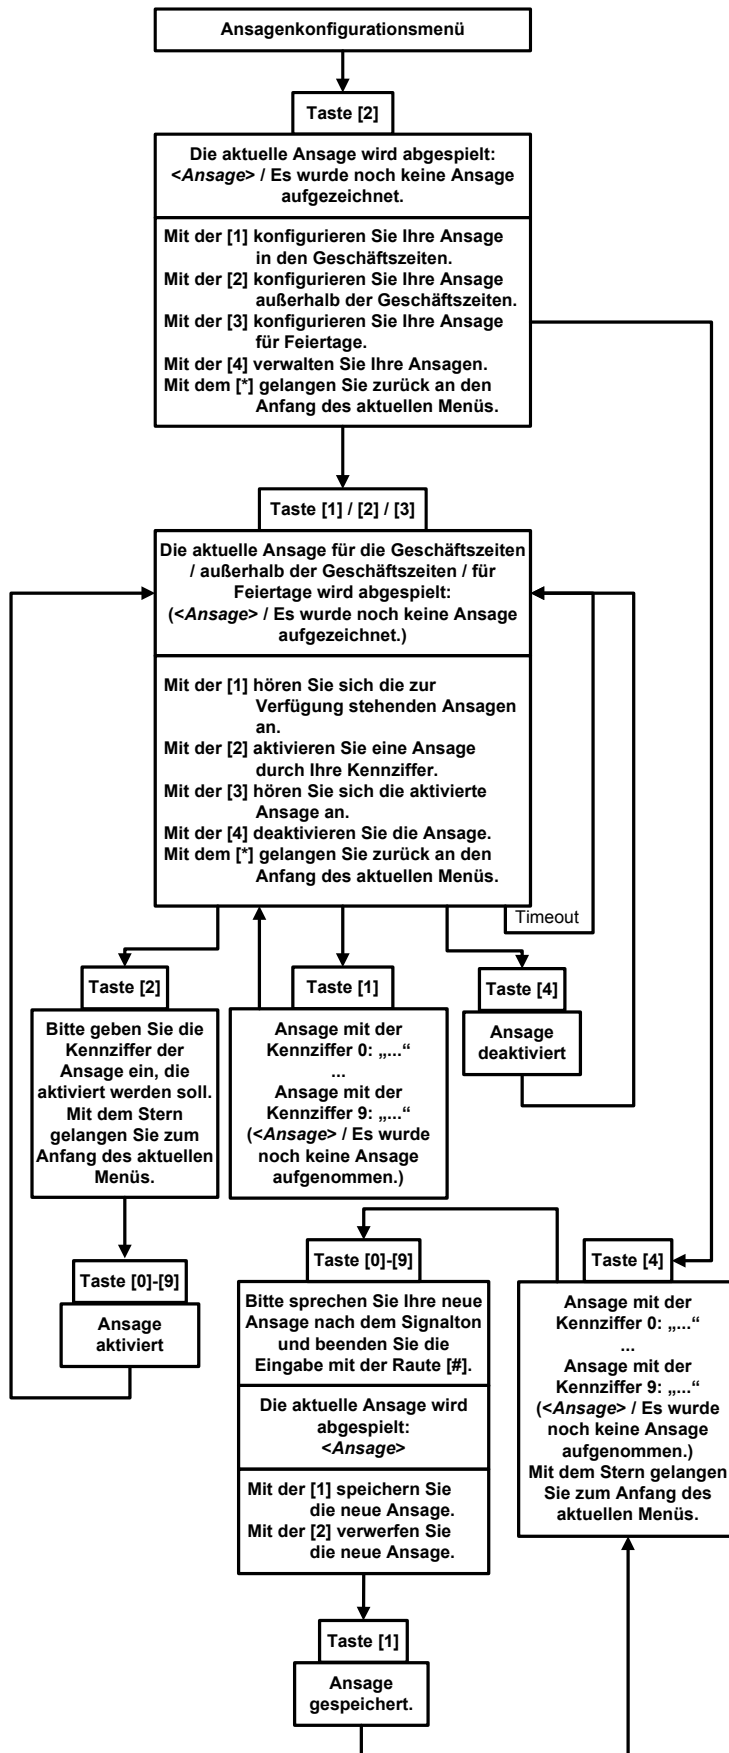 Ansagenkonfigurationsmenü
Taste [2]
Die aktuelle Ansage wird abgespielt:
<Ansage> / Es wurde noch keine Ansage
aufgezeichnet.
Mit der [1] konfigurieren Sie Ihre Ansage
in den Geschäftszeiten.
Mit der [2] konfigurieren Sie Ihre Ansage
außerhalb der Geschäftszeiten.
Mit der [3] konfigurieren Sie Ihre Ansage
für Feiertage.
Mit der [4] verwalten Sie Ihre Ansagen.
Mit dem [*] gelangen Sie zurück an den
Anfang des aktuellen Menüs.
Taste [1] / [2] / [3]
Die aktuelle Ansage für die Geschäftszeiten
/ außerhalb der Geschäftszeiten / für
Feiertage wird abgespielt:
(<Ansage> / Es wurde noch keine Ansage
aufgezeichnet.)
Mit der [1] hören Sie sich die zur
Verfügung stehenden Ansagen
an.
Mit der [2] aktivieren Sie eine Ansage
durch Ihre Kennziffer.
Mit der [3] hören Sie sich die aktivierte
Ansage an.
Mit der [4] deaktivieren Sie die Ansage.
Mit dem [*] gelangen Sie zurück an den
Anfang des aktuellen Menüs.
Timeout
Taste [2]
Bitte geben Sie die
Kennziffer der
Ansage ein, die
aktiviert werden soll.
Mit dem Stern
gelangen Sie zum
Anfang des aktuellen
Menüs.
Taste [0]-[9]
Ansage
aktiviert
Taste [1]
Ansage mit der
Kennziffer 0: „...“
...
Ansage mit der
Kennziffer 9: „...“
(<Ansage> / Es wurde
noch keine Ansage
aufgenommen.)
Taste [4]
Ansage
deaktiviert
Taste [0]-[9]
Bitte sprechen Sie Ihre neue
Ansage nach dem Signalton
und beenden Sie die
Eingabe mit der Raute [#].
Die aktuelle Ansage wird
abgespielt:
<Ansage>
Mit der [1] speichern Sie
die neue Ansage.
Mit der [2] verwerfen Sie
die neue Ansage.
Taste [1]
Ansage
gespeichert.
Taste [4]
Ansage mit der
Kennziffer 0: „...“
...
Ansage mit der
Kennziffer 9: „...“
(<Ansage> / Es wurde
noch keine Ansage
aufgenommen.)
Mit dem Stern gelangen
Sie zum Anfang des
aktuellen Menüs.